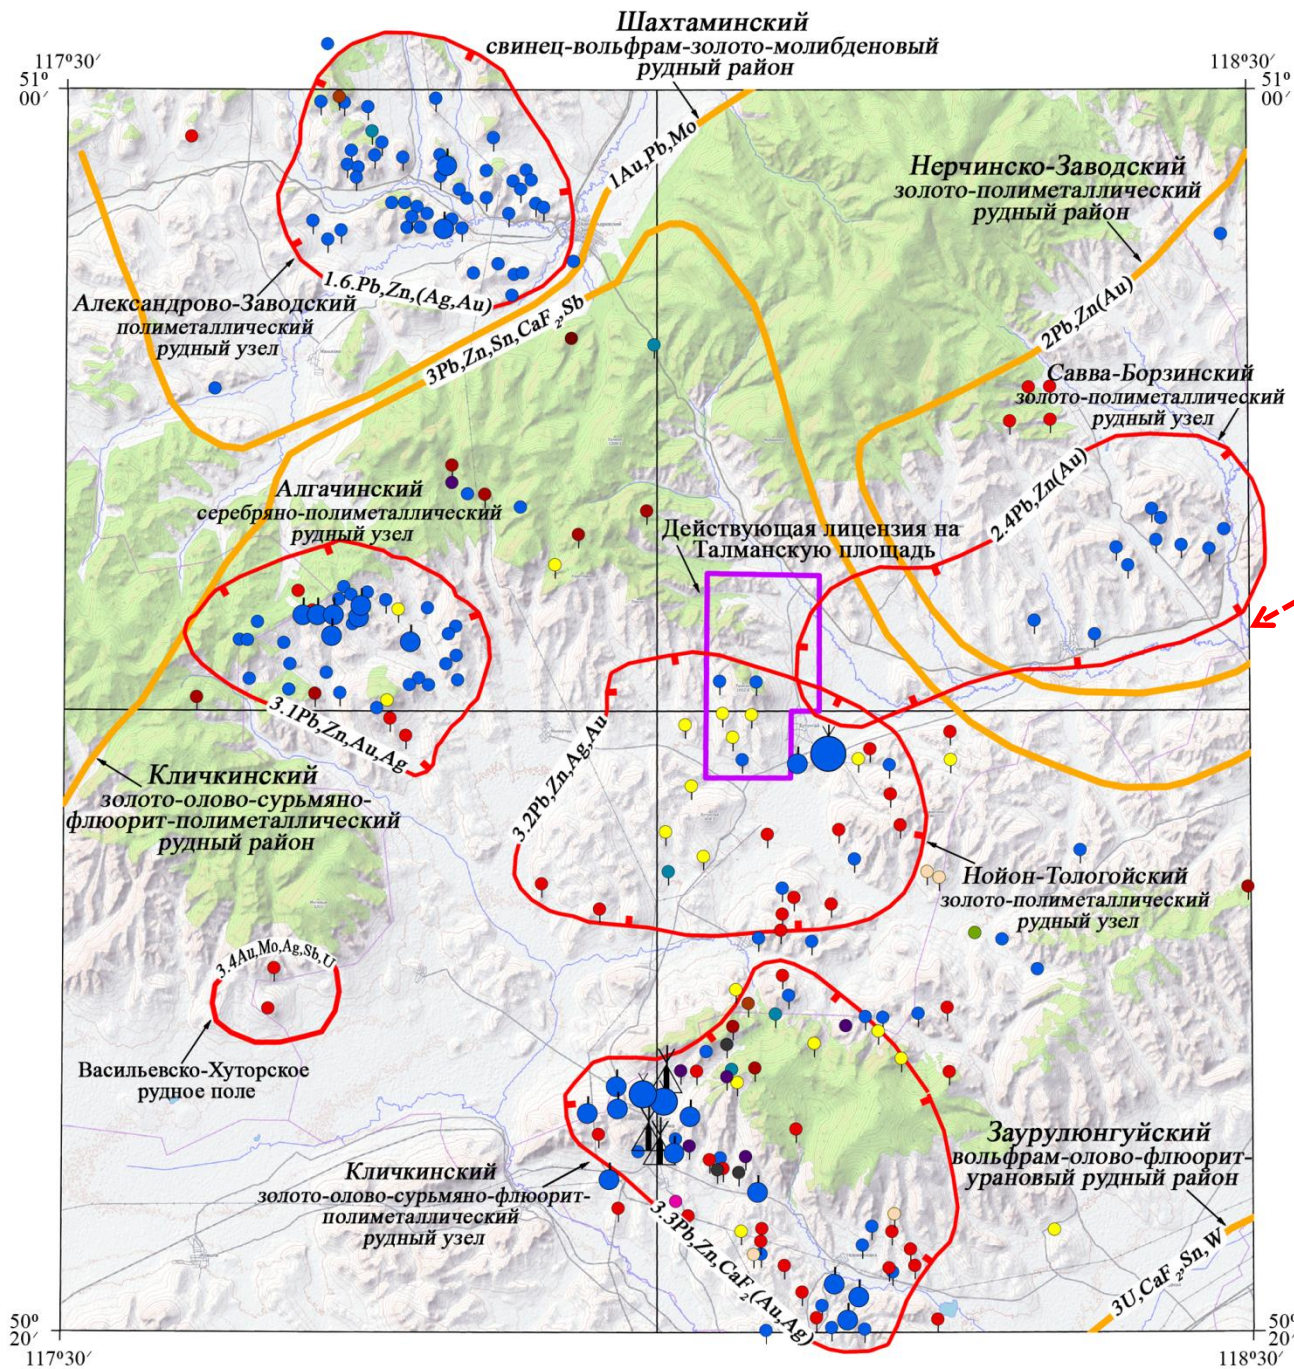 Шахтаминский
свинец-вольфрам-золото-молибденовый
рудный район
117º30′
118º30′
51º
00′
51º
00′
1Au,Pb,Mo
Нерчинско-Заводский
золото-полиметаллический
рудный район
1.6.Pb,Zn,(Ag,Au)
Александрово-Заводский
полиметаллический
рудный узел
3Pb,Zn,Sn,CaF2,Sb
2Pb,Zn(Au)
Савва-Борзинский
золото-полиметаллический
рудный узел
2.4Pb,Zn(Au)
Алгачинский
серебряно-полиметаллический
рудный узел
Действующая лицензия на
Талманскую площадь
3.1Pb,Zn,Au,Ag
3.2Pb,Zn,Ag,Au
Кличкинский
золото-олово-сурьмяно-
флюорит-полиметаллический
рудный район
Нойон-Тологойский
золото-полиметаллический
рудный узел
3.4Au,Mo,Ag,Sb,U
Васильевско-Хуторское
рудное поле
Кличкинский
золото-олово-сурьмяно-флюорит-
полиметаллический
рудный узел
3.3Pb,Zn,CaF2(Au,Ag)
Заурулюнгуйский
вольфрам-олово-флюорит-
урановый рудный район
3U,CaF2,Sn,W
50º
20′
50º
20′
117º30′
118º30′